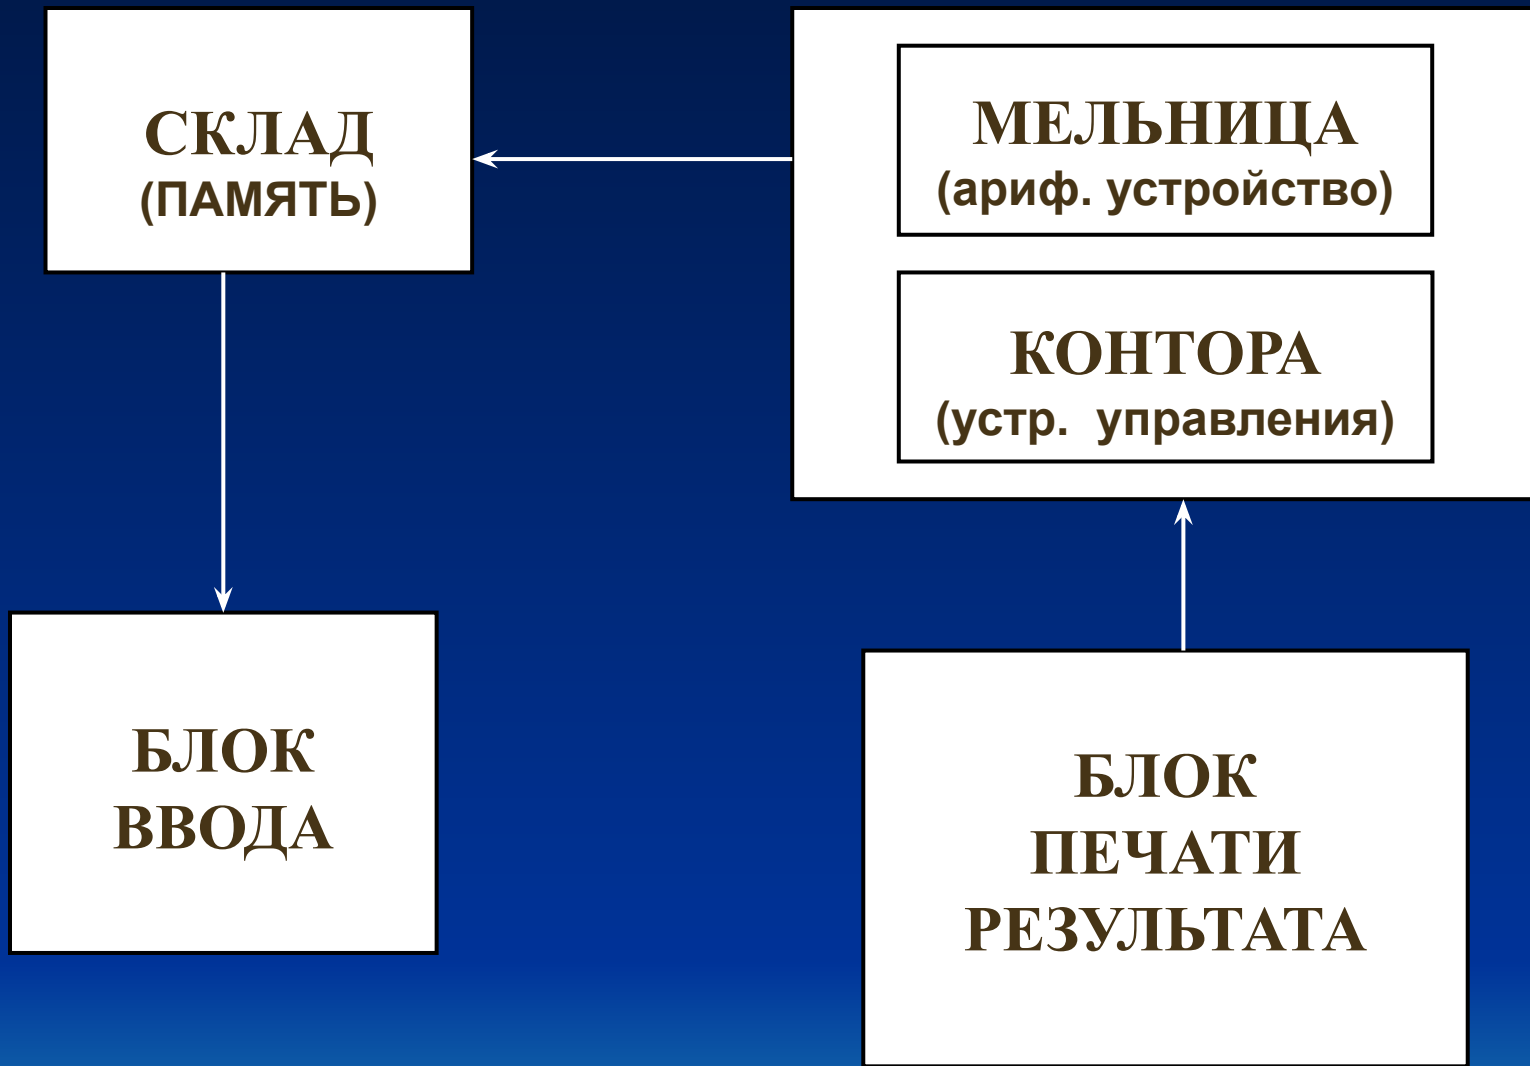 СКЛАД
(ПАМЯТЬ)
МЕЛЬНИЦА
(ариф. устройство)
КОНТОРА
(устр. управления)
БЛОК
ВВОДА
БЛОК
ПЕЧАТИ
РЕЗУЛЬТАТА